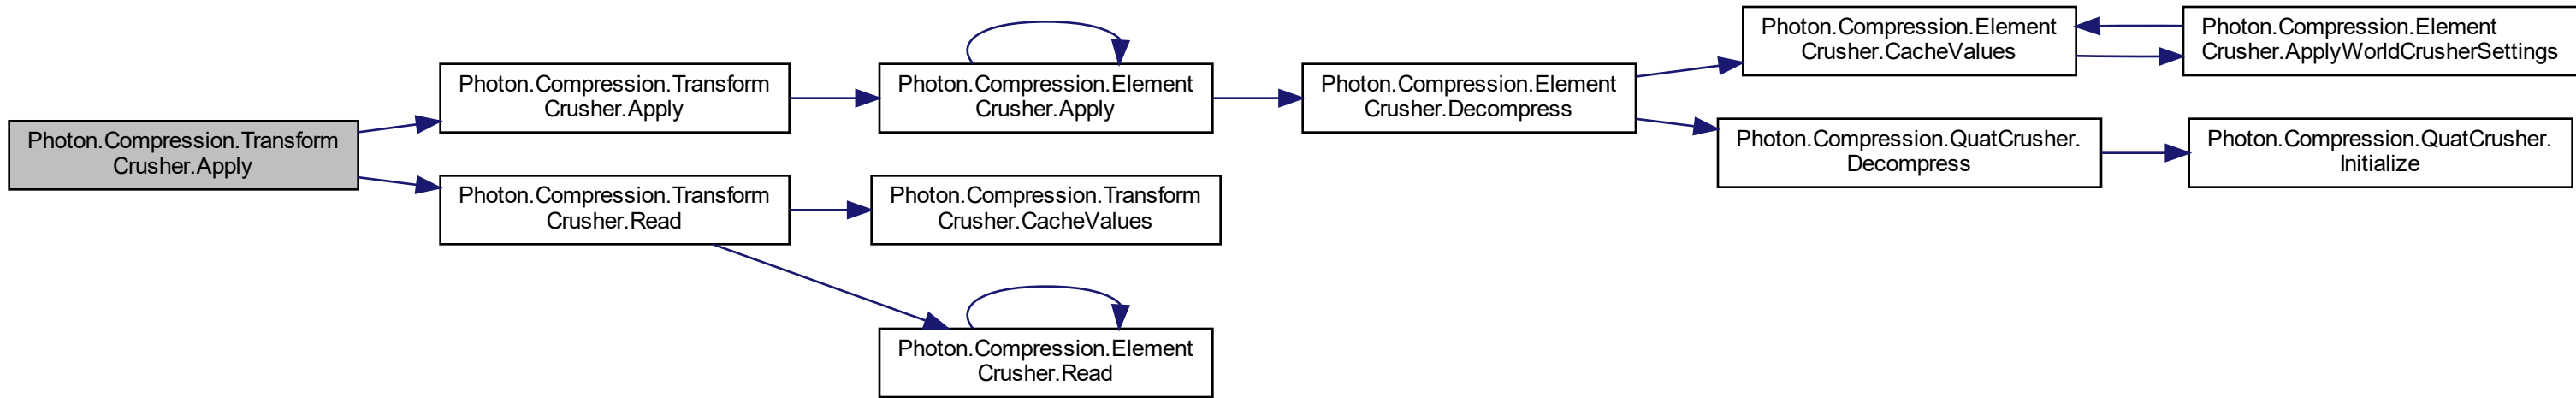 Photon.Compression.Transform
Crusher.Apply
Photon.Compression.Transform
Crusher.Apply
Photon.Compression.Transform
Crusher.Read
Photon.Compression.Element
Crusher.Apply
Photon.Compression.Transform
Crusher.CacheValues
Photon.Compression.Element
Crusher.Read
Photon.Compression.Element
Crusher.Decompress
Photon.Compression.Element
Crusher.CacheValues
Photon.Compression.QuatCrusher.
Decompress
Photon.Compression.Element
Crusher.ApplyWorldCrusherSettings
Photon.Compression.QuatCrusher.
Initialize